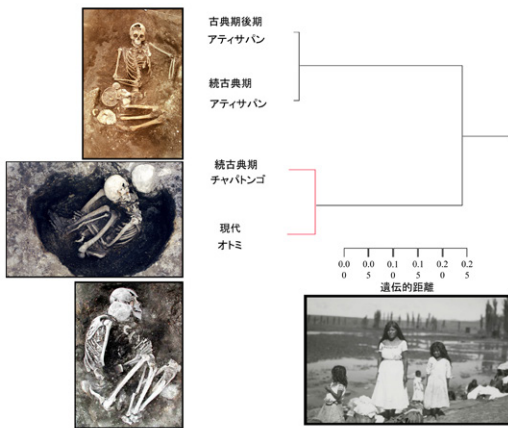 古典期後期
アティサパン
続古典期
アティサパン
続古典期
チャパトンゴ
現代
オトミ
0.0 0.0 0.1 0.1 0.2 0.2
0 5 0 5 0 5
遺伝的距離